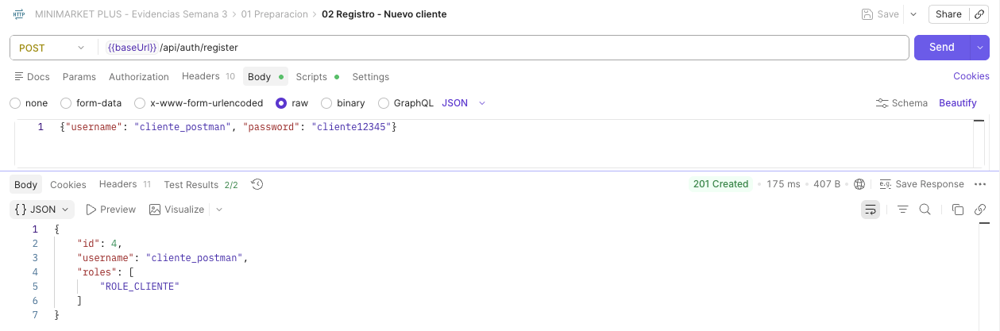 HTTP MINIMARKET PLUS - Evidencias Semana 3 > 01 Preparacion > 02 Registro - Nuevo cliente Save Share
POST {{baseUrl}}/api/auth/register Send
Docs Params Authorization Headers 10 Body Scripts Settings Cookies
none form-data x-www-form-urlencoded raw binary GraphQL JSON Schema Beautify
1 {"username": "cliente_postman", "password": "cliente12345"}
Body Cookies Headers 11 Test Results 2/2 201 Created 175 ms 407 B e.g. Save Response
{} JSON Preview Visualize
1 {
2 "id": 4,
3 "username": "cliente_postman",
4 "roles": [
5 "ROLE_CLIENTE"
6 ]
7 }